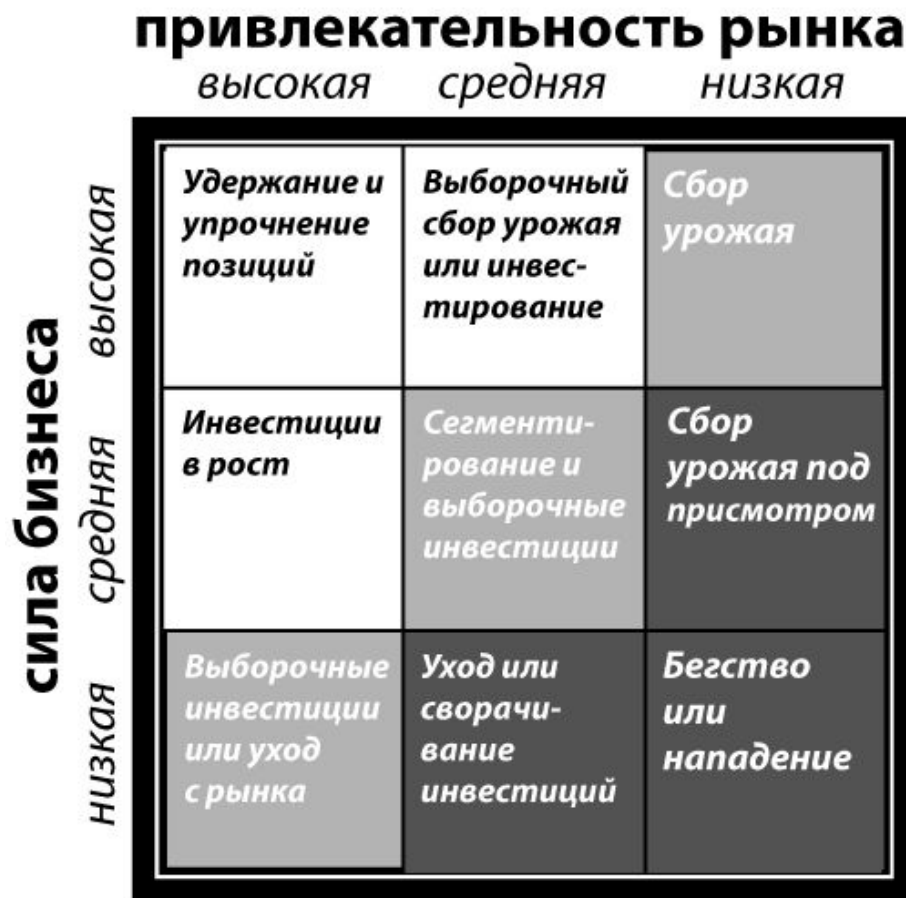 привлекательность рынка
высокая средняя низкая
сила бизнеса
высокая
Удержание и
упрочнение
позиций
Выборочный
сбор урожая
или инвес-
тирование
Сбор
урожая
средняя
Инвестиции
в рост
Сегменти-
рование и
выборочные
инвестиции
Сбор
урожая под
присмотром
низкая
Выборочные
инвестиции
или уход
с рынка
Уход или
сворачи-
вание
инвестиций
Бегство
или
нападение